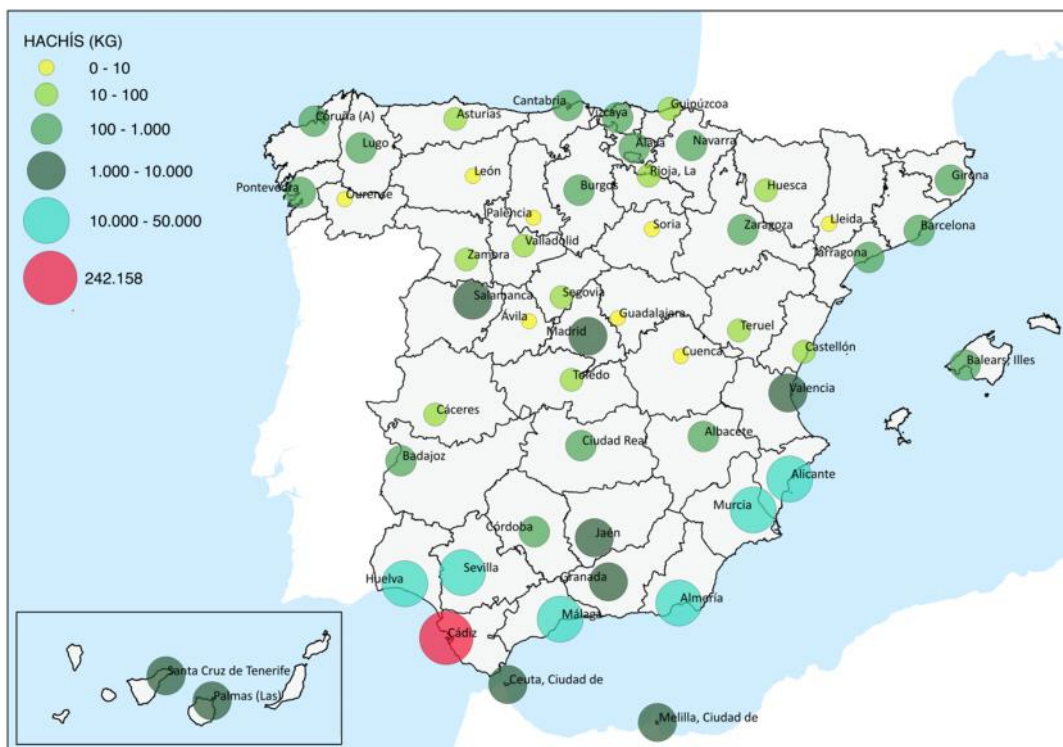 HACHÍS (KG)
0 - 10
10 - 100
100 - 1.000
1.000 - 10.000
10.000 - 50.000
242.158
Coruña (A)
Lugo
Asturias
Cantabria
Vizcaya
Guipúzcoa
Álava
Navarra
Pontevedra
Ourense
León
Burgos
Rioja, La
Huesca
Girona
Palencia
Soria
Zaragoza
Lleida
Barcelona
Zamora
Valladolid
Tarragona
Salamanca
Segovia
Ávila
Madrid
Guadalajara
Teruel
Castellón
Cuenca
Toledo
Valencia
Balears, Illes
Cáceres
Badajoz
Ciudad Real
Albacete
Alicante
Murcia
Córdoba
Jaén
Huelva
Sevilla
Granada
Almería
Málaga
Cádiz
Ceuta, Ciudad de
Melilla, Ciudad de
Santa Cruz de Tenerife
Palmas (Las)